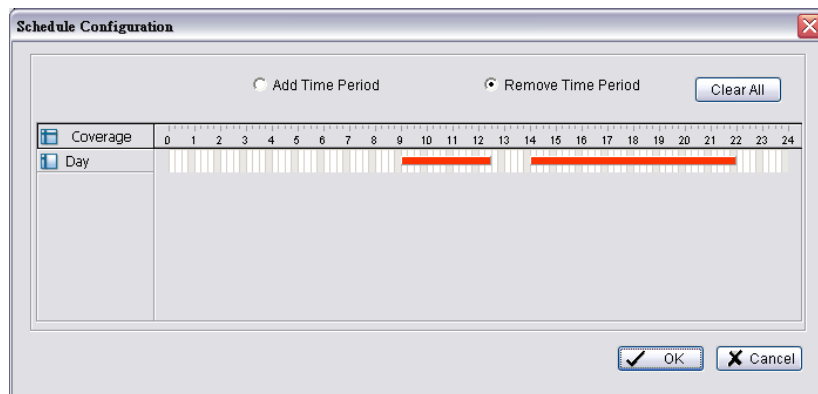 Schedule Configuration
Add Time Period Remove Time Period Clear All
Coverage 0 1 2 3 4 5 6 7 8 9 10 11 12 13 14 15 16 17 18 19 20 21 22 23 24
Day
OK Cancel